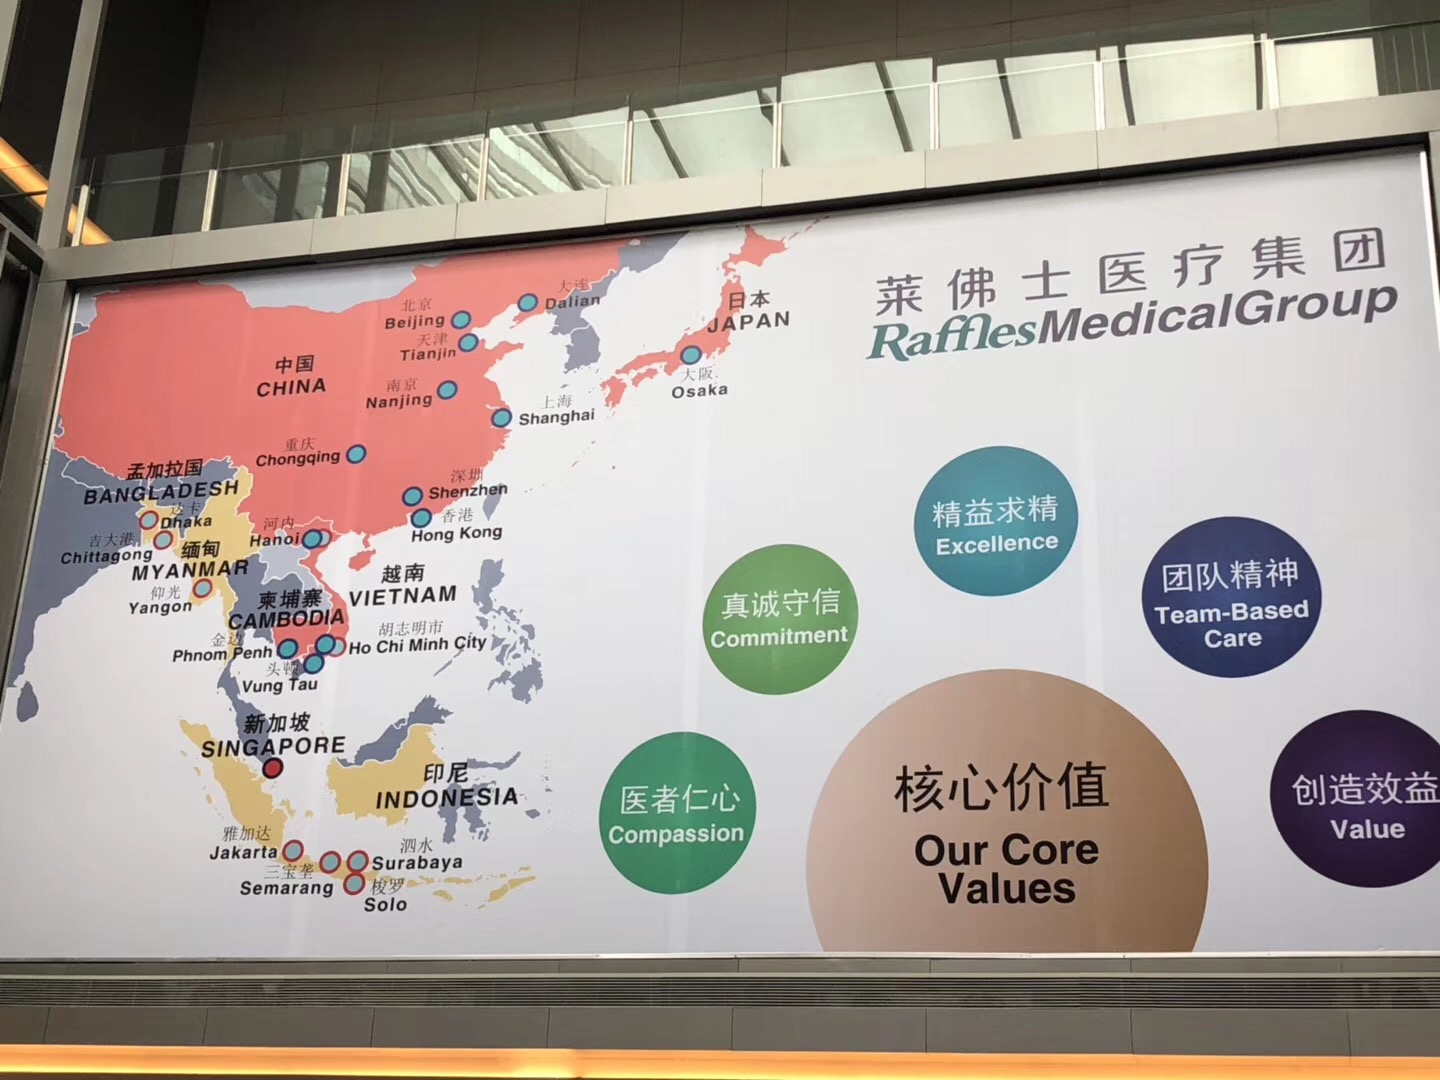 莱佛士医疗集团
RafflesMedicalGroup
中国
CHINA
北京
Beijing
大连
Dalian
天津
Tianjin
南京
Nanjing
上海
Shanghai
日本
JAPAN
大阪
Osaka
重庆
Chongqing
深圳
Shenzhen
香港
Hong Kong
孟加拉国
BANGLADESH
达卡
Dhaka
吉大港
Chittagong
缅甸
MYANMAR
仰光
Yangon
河内
Hanoi
越南
VIETNAM
柬埔寨
CAMBODIA
金边
Phnom Penh
胡志明市
Ho Chi Minh City
头顿
Vung Tau
新加坡
SINGAPORE
印尼
INDONESIA
雅加达
Jakarta
泗水
Surabaya
三宝垄
Semarang
梭罗
Solo
精益求精
Excellence
真诚守信
Commitment
团队精神
Team-Based
Care
医者仁心
Compassion
核心价值
Our Core
Values
创造效益
Value